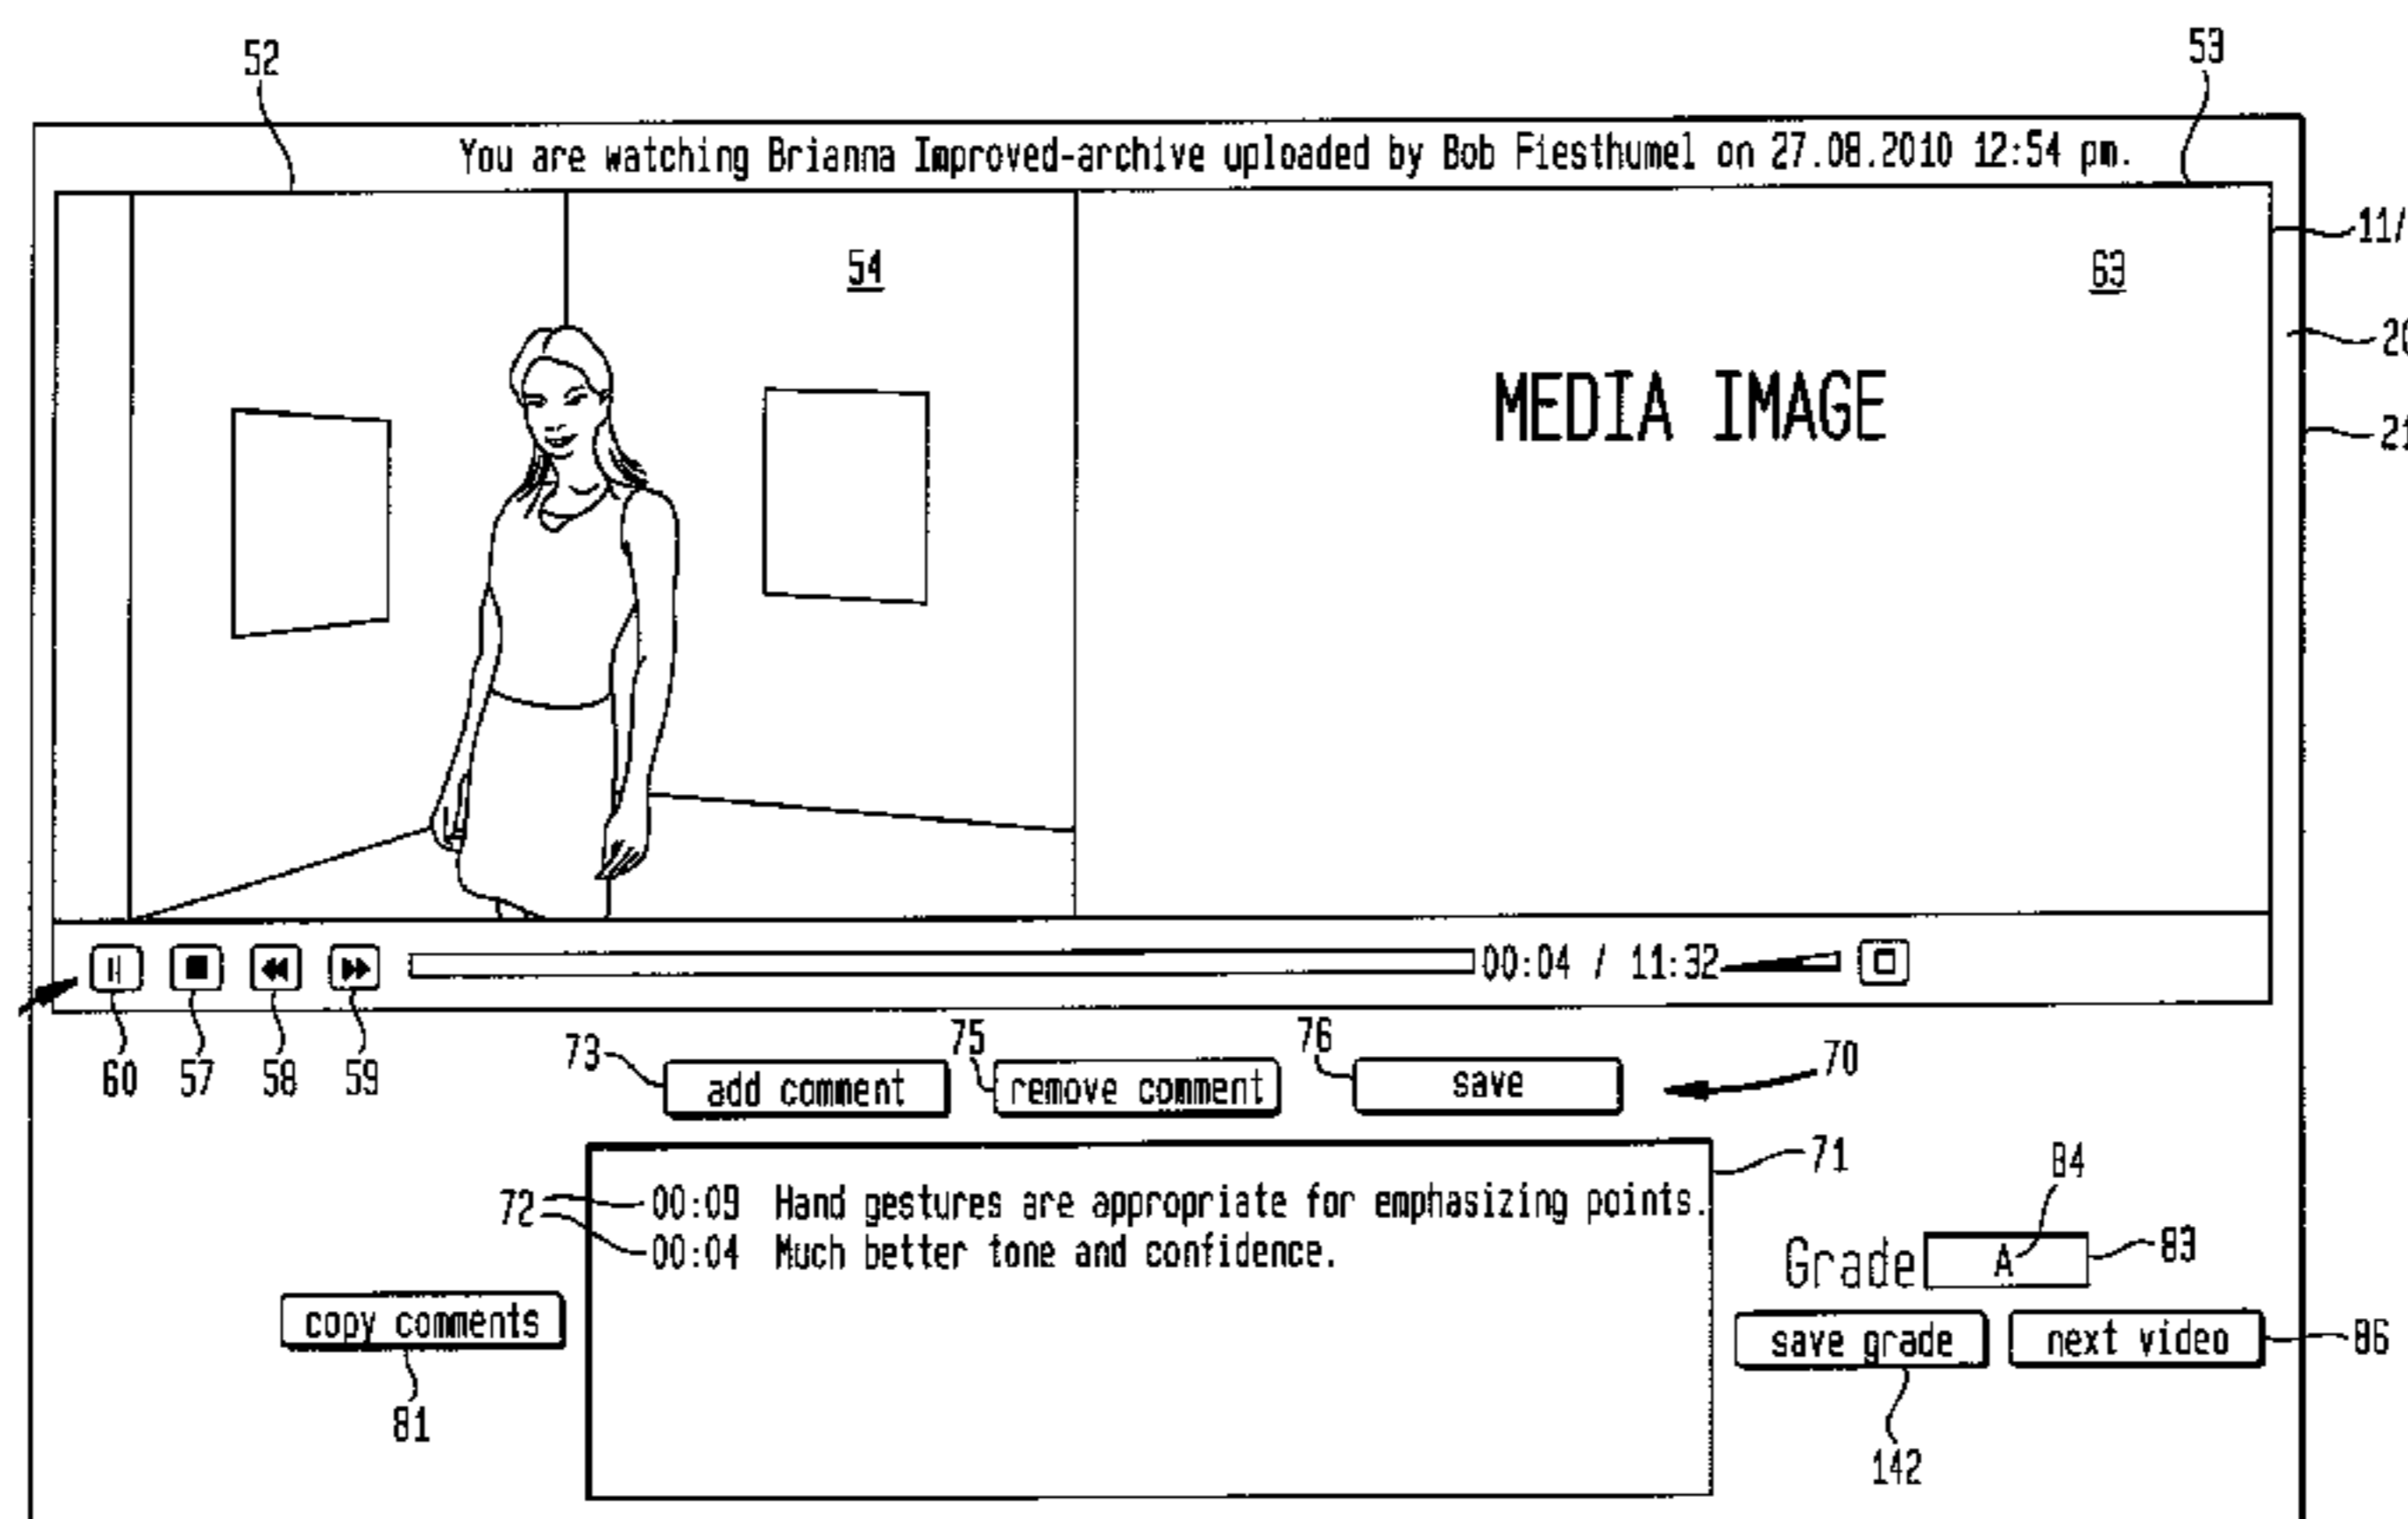 52
53
You are watching Brianna Improved-archive uploaded by Bob Fiesthumel on 27.08.2010 12:54 pm.
54
63
11/
20
21
MEDIA IMAGE
00:04 / 11:32
60 57 58 59
73 add comment
75 remove comment
76 save
70
71
72
00:09 Hand gestures are appropriate for emphasizing points.
00:04 Much better tone and confidence.
84
Grade A 83
copy comments
81
save grade
next video 86
142